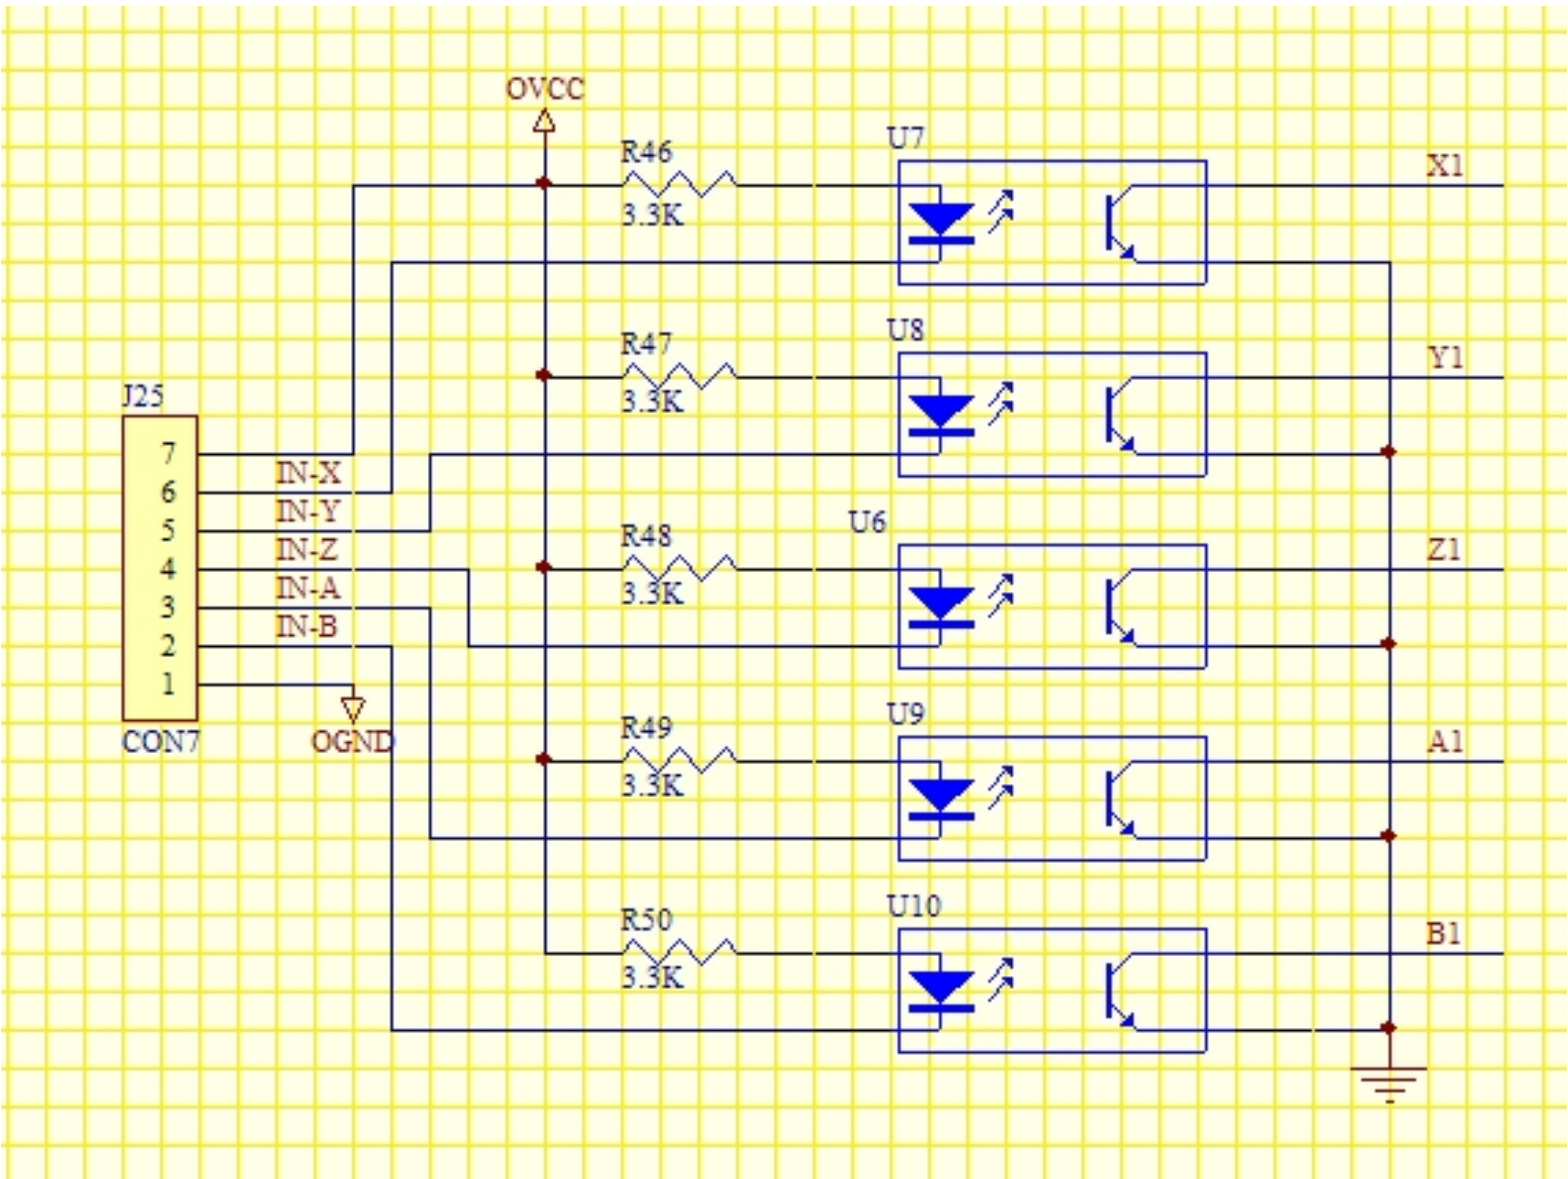 OVCC
R46
3.3K
U7
X1
R47
3.3K
U8
Y1
J25
7
6
5
4
3
2
1
IN-X
IN-Y
IN-Z
IN-A
IN-B
CON7
OGND
R48
3.3K
U6
Z1
R49
3.3K
U9
A1
R50
3.3K
U10
B1